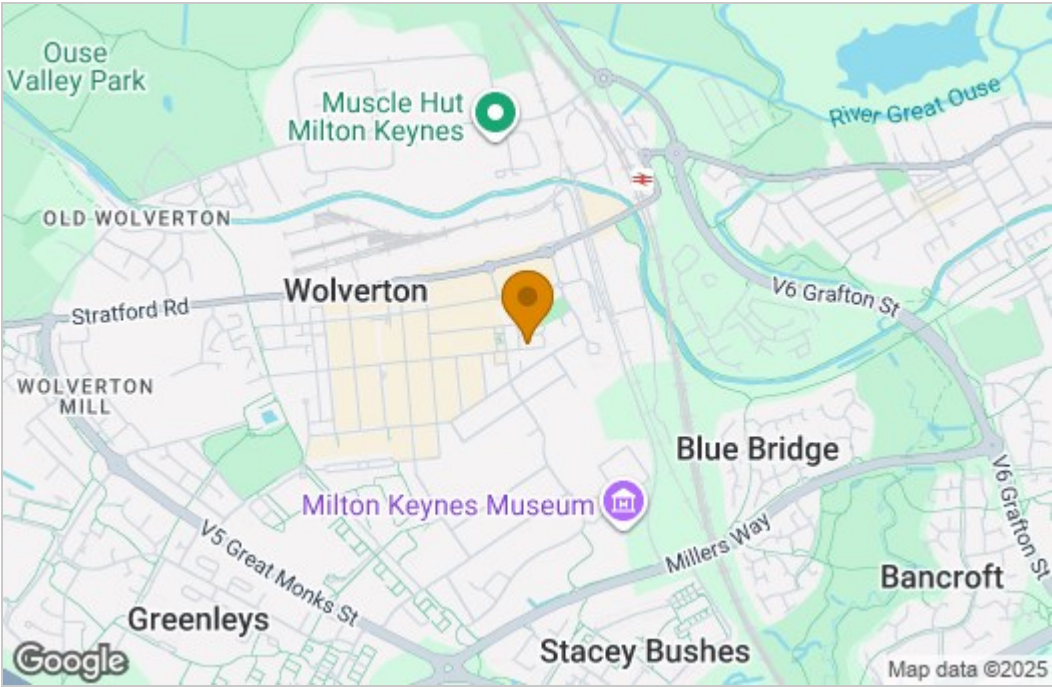 Ouse
Valley Park
Muscle Hut
Milton Keynes
River Great Ouse
OLD WOLVERTON
Wolverton
Stratford Rd
V6 Grafton St
WOLVERTON
MILL
Blue Bridge
Milton Keynes Museum
V6 Grafton St
V5 Great Monks St
Millers Way
Bancroft
Greenleys
Stacey Bushes
Google
Map data ©2025